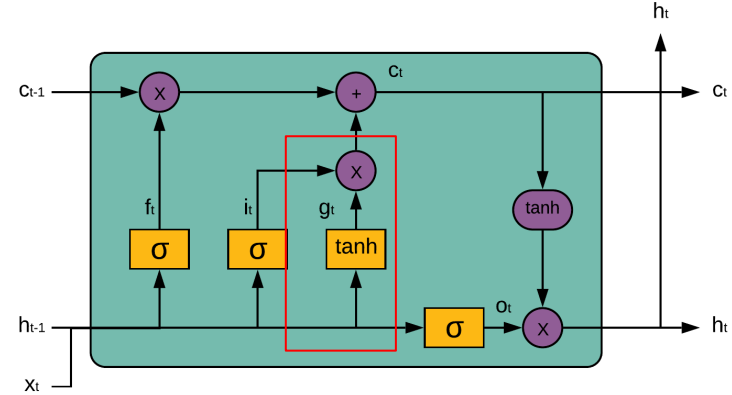 ht
ct-1
X
+
ct
ct
X
ft
it
gt
tanh
σ
σ
tanh
ht-1
σ
ot
X
ht
xt